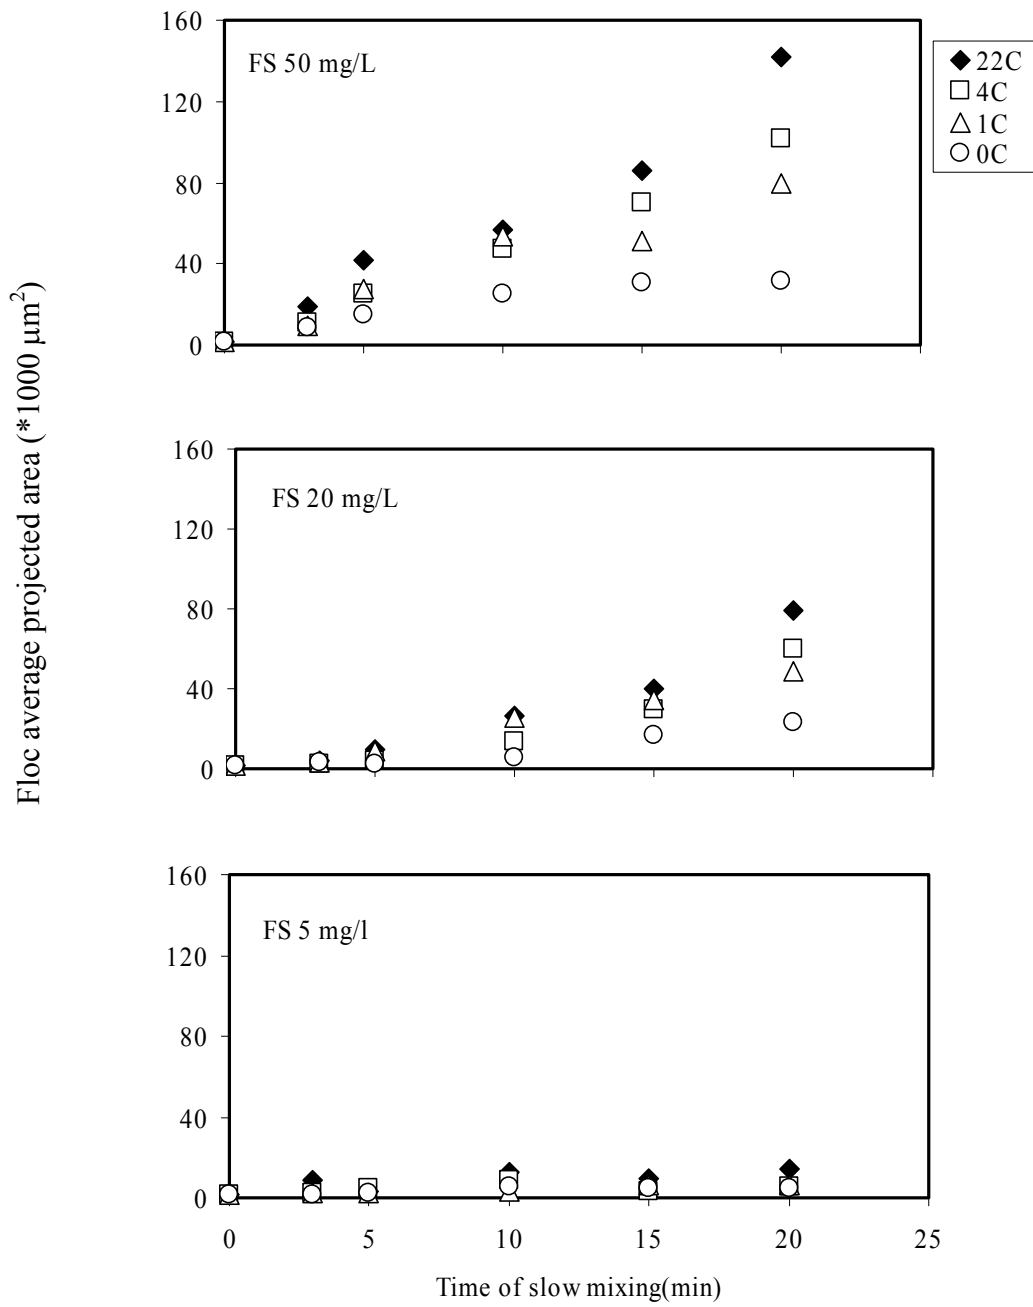 160
120
80
40
0
FS 50 mg/L
22C
4C
1C
0C
Floc average projected area (*1000 μm²)
160
120
80
40
0
FS 20 mg/L
160
120
80
40
0
FS 5 mg/l
0 5 10 15 20 25
Time of slow mixing(min)